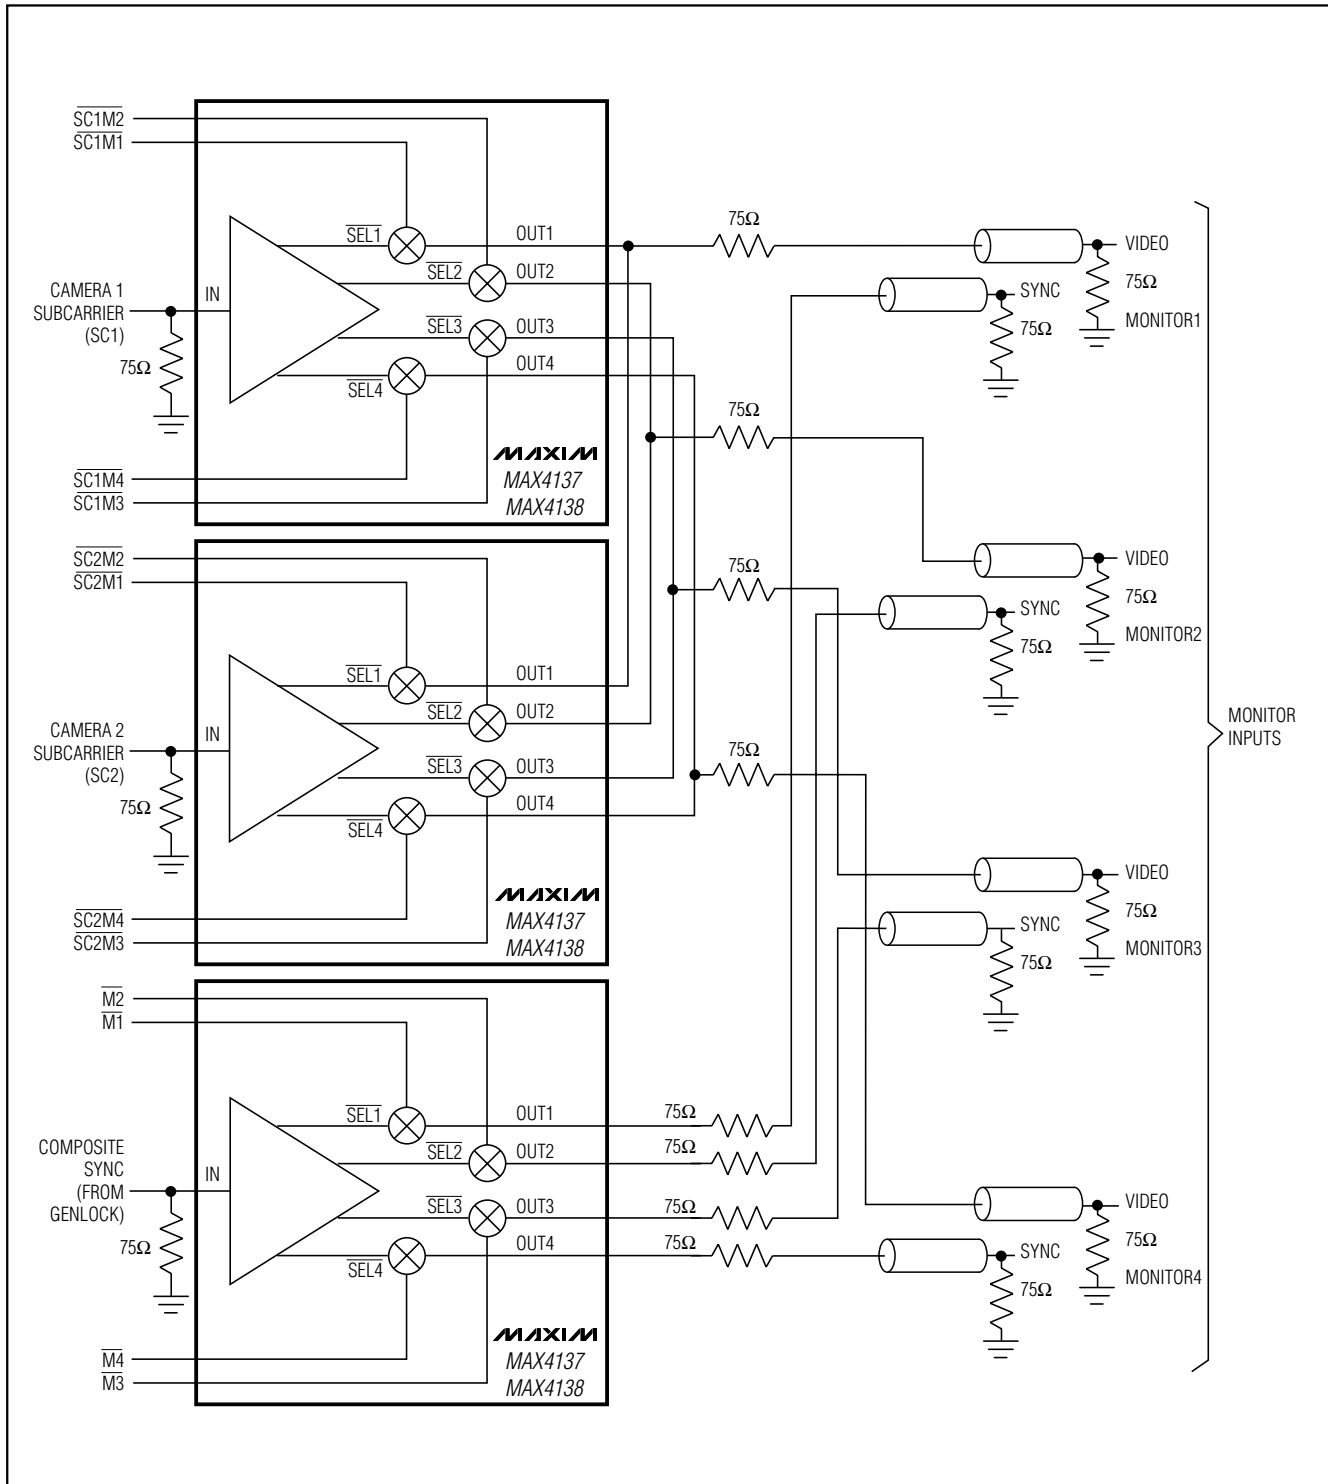 SC1M2
SC1M1
SEL1
OUT1
SEL2
OUT2
SEL3
OUT3
OUT4
SEL4
CAMERA 1
SUBCARRIER
(SC1)
IN
75Ω
SC1M4
SC1M3
MAXIM
MAX4137
MAX4138
SC2M2
SC2M1
SEL1
OUT1
SEL2
OUT2
SEL3
OUT3
OUT4
SEL4
CAMERA 2
SUBCARRIER
(SC2)
IN
75Ω
SC2M4
SC2M3
MAXIM
MAX4137
MAX4138
M2
M1
SEL1
OUT1
SEL2
OUT2
SEL3
OUT3
OUT4
SEL4
COMPOSITE
SYNC
(FROM
GENLOCK)
IN
75Ω
M4
M3
MAXIM
MAX4137
MAX4138
75Ω
75Ω
75Ω
75Ω
75Ω
75Ω
75Ω
75Ω
VIDEO
75Ω
SYNC
75Ω
MONITOR1
VIDEO
75Ω
SYNC
75Ω
MONITOR2
VIDEO
75Ω
SYNC
75Ω
MONITOR3
VIDEO
75Ω
SYNC
75Ω
MONITOR4
MONITOR
INPUTS